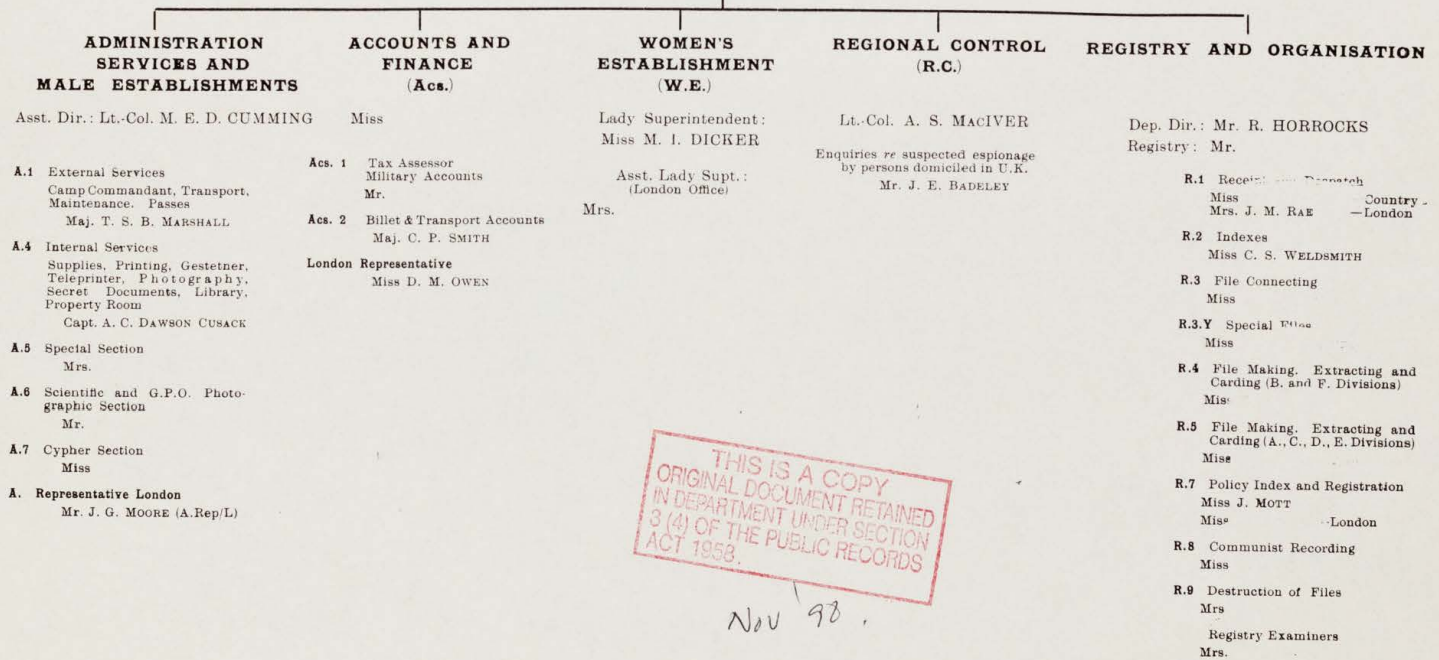 ADMINISTRATION
SERVICES AND
MALE ESTABLISHMENTS
Asst. Dir.: Lt.-Col. M. E. D. CUMMING
A.1 External Services
Camp Commandant, Transport,
Maintenance. Passes
Maj. T. S. B. MARSHALL
A.4 Internal Services
Supplies, Printing, Gestetner,
Teleprinter, Photography,
Secret Documents, Library,
Property Room
Capt. A. C. DAWSON CUSACK
A.5 Special Section
Mrs.
A.6 Scientific and G.P.O. Photo-
graphic Section
Mr.
A.7 Cypher Section
Miss
A. Representative London
Mr. J. G. MOORE (A.Rep/L)
ACCOUNTS AND
FINANCE
(Acs.)
Miss
Acs. 1 Tax Assessor
Military Accounts
Mr.
Acs. 2 Billet & Transport Accounts
Maj. C. P. SMITH
London Representative
Miss D. M. OWEN
WOMEN'S
ESTABLISHMENT
(W.E.)
Lady Superintendent:
Miss M. I. DICKER
Asst. Lady Supt.:
(London Office)
Mrs.
REGIONAL CONTROL
(R.C.)
Lt.-Col. A. S. MACIVER
Enquiries re suspected espionage
by persons domiciled in U.K.
Mr. J. E. BADELEY
REGISTRY AND ORGANISATION
Dep. Dir.: Mr. R. HORROCKS
Registry: Mr.
R.1
Miss Country
Mrs. J. M. RAE —London
R.2 Indexes
Miss C. S. WELDSMITH
R.3 File Connecting
Miss
R.3.Y Special
Miss
R.4 File Making. Extracting and
Carding (B. and F. Divisions)
R.5 File Making. Extracting and
Carding (A., C., D., E. Divisions)
Miss
R.7 Policy Index and Registration
Miss J. MOTT
Miss London
R.8 Communist Recording
Miss
R.9 Destruction of Files
Mrs
Registry Examiners
Mrs.
THIS IS A COPY
ORIGINAL DOCUMENT RETAINED
IN DEPARTMENT UNDER SECTION
3 (4) OF THE PUBLIC RECORDS
ACT 1958.
Nov 98.